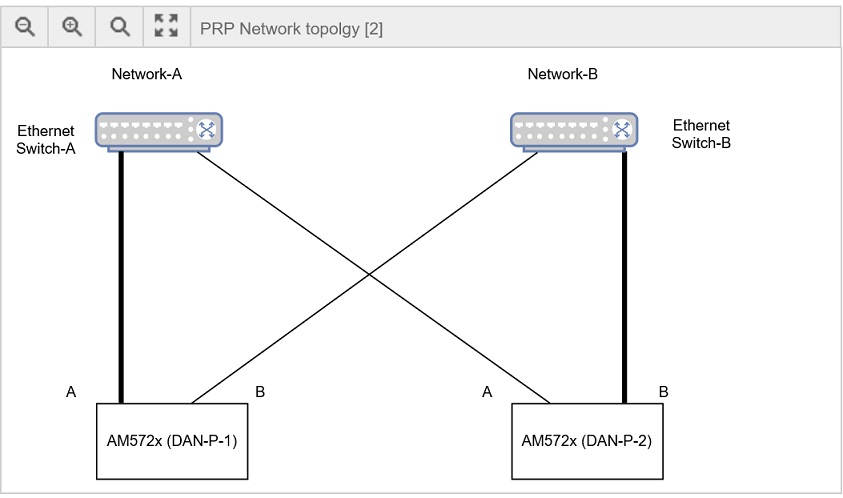 PRP Network topolgy [2]
Network-A
Network-B
Ethernet
Switch-A
Ethernet
Switch-B
A
B
A
B
AM572x (DAN-P-1)
AM572x (DAN-P-2)